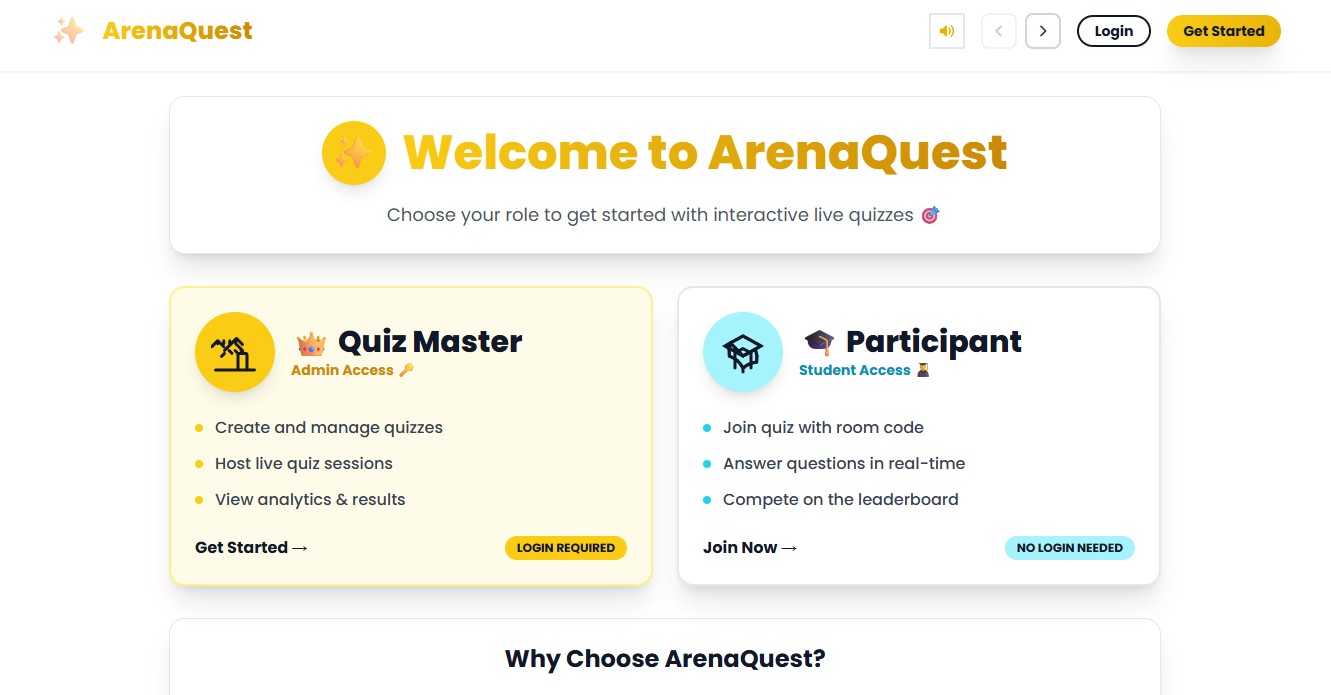 ArenaQuest
Login
Get Started
Welcome to ArenaQuest
Choose your role to get started with interactive live quizzes 🎯
👑 Quiz Master
Admin Access 🔑
Create and manage quizzes
Host live quiz sessions
View analytics & results
Get Started →
LOGIN REQUIRED
🎓 Participant
Student Access 👨‍🎓
Join quiz with room code
Answer questions in real-time
Compete on the leaderboard
Join Now →
NO LOGIN NEEDED
Why Choose ArenaQuest?